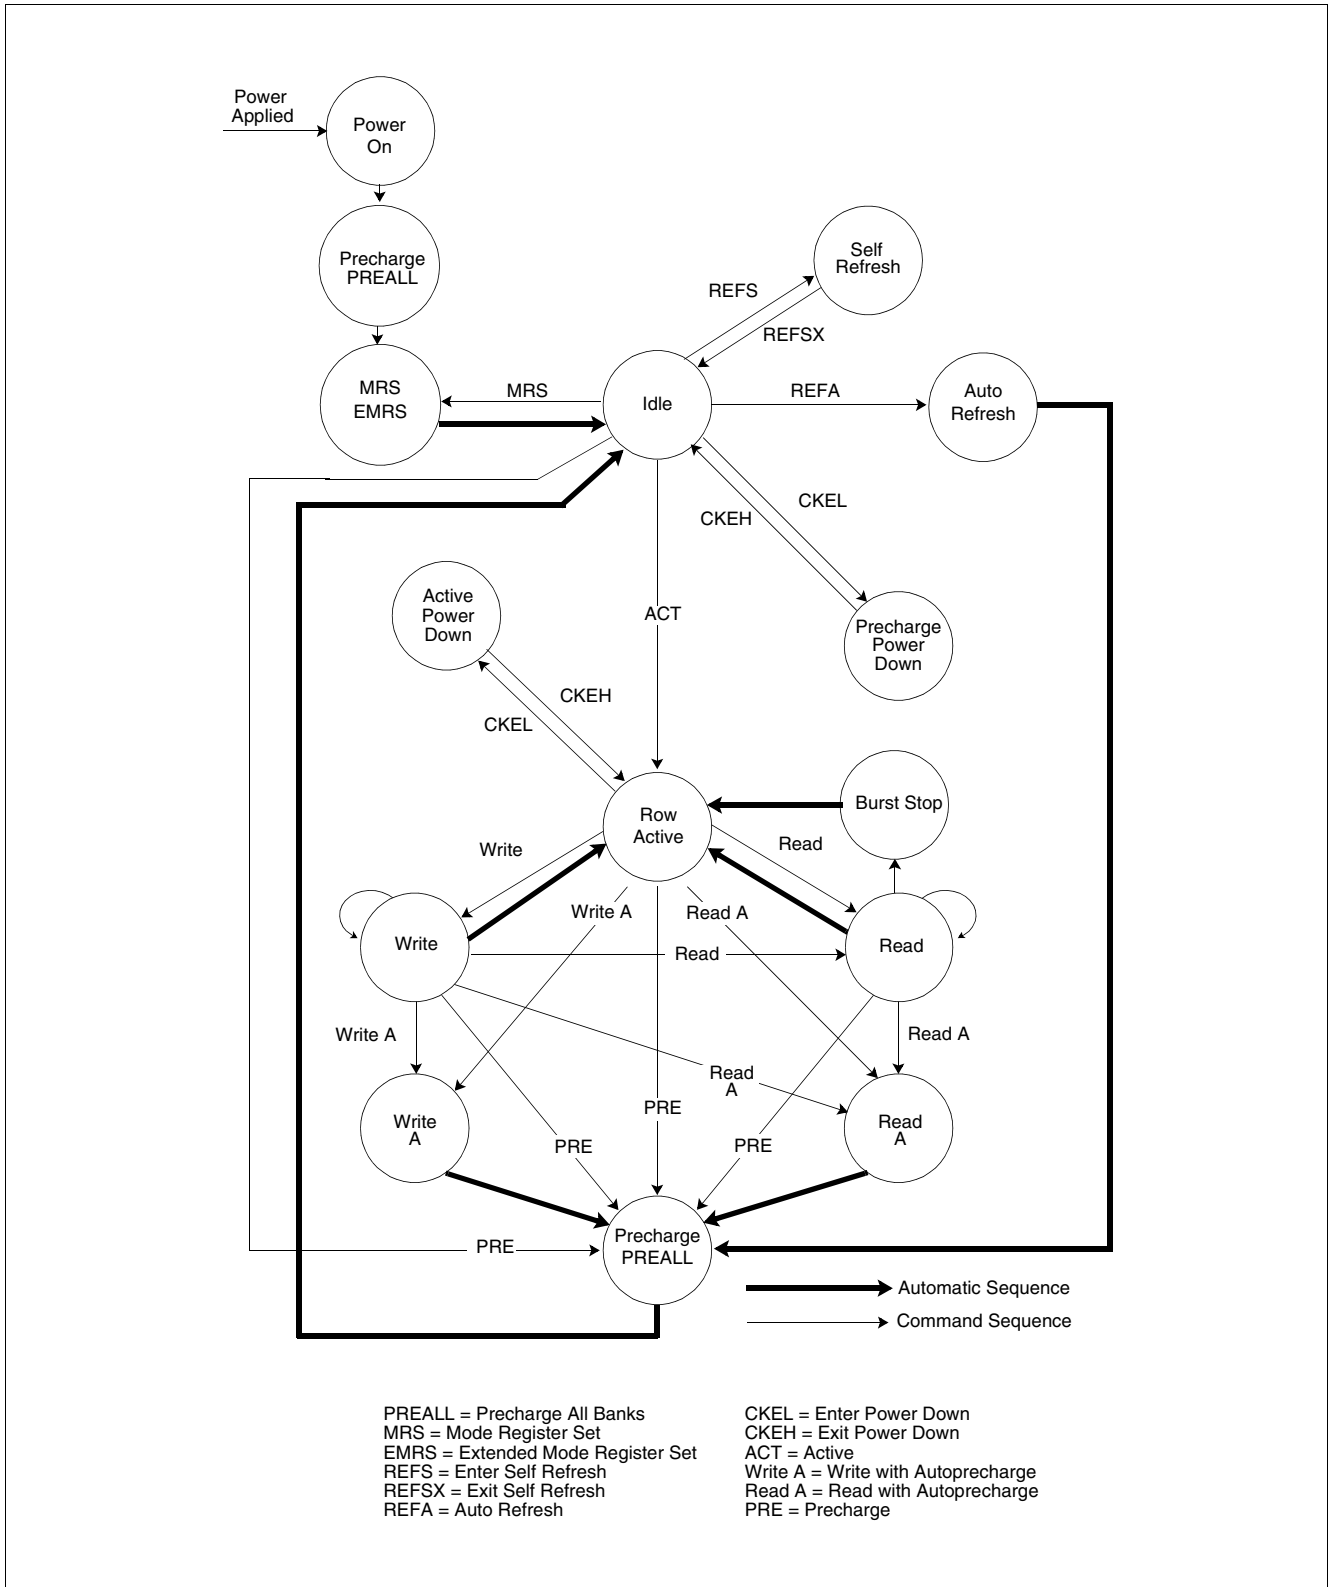 Power
Applied
Power
On
Precharge
PREALL
Self
Refresh
REFS
REFSX
MRS
EMRS
MRS
Idle
REFA
Auto
Refresh
CKEL
CKEH
Active
Power
Down
ACT
Precharge
Power
Down
CKEH
CKEL
Burst Stop
Row
Active
Write
Read
Write A
Read A
Write
Read
Read
Write A
Read A
Read
A
PRE
Write
A
Read
A
PRE
PRE
Precharge
PREALL
PRE
Automatic Sequence
Command Sequence
PREALL = Precharge All Banks
MRS = Mode Register Set
EMRS = Extended Mode Register Set
REFS = Enter Self Refresh
REFSX = Exit Self Refresh
REFA = Auto Refresh
CKEL = Enter Power Down
CKEH = Exit Power Down
ACT = Active
Write A = Write with Autoprecharge
Read A = Read with Autoprecharge
PRE = Precharge